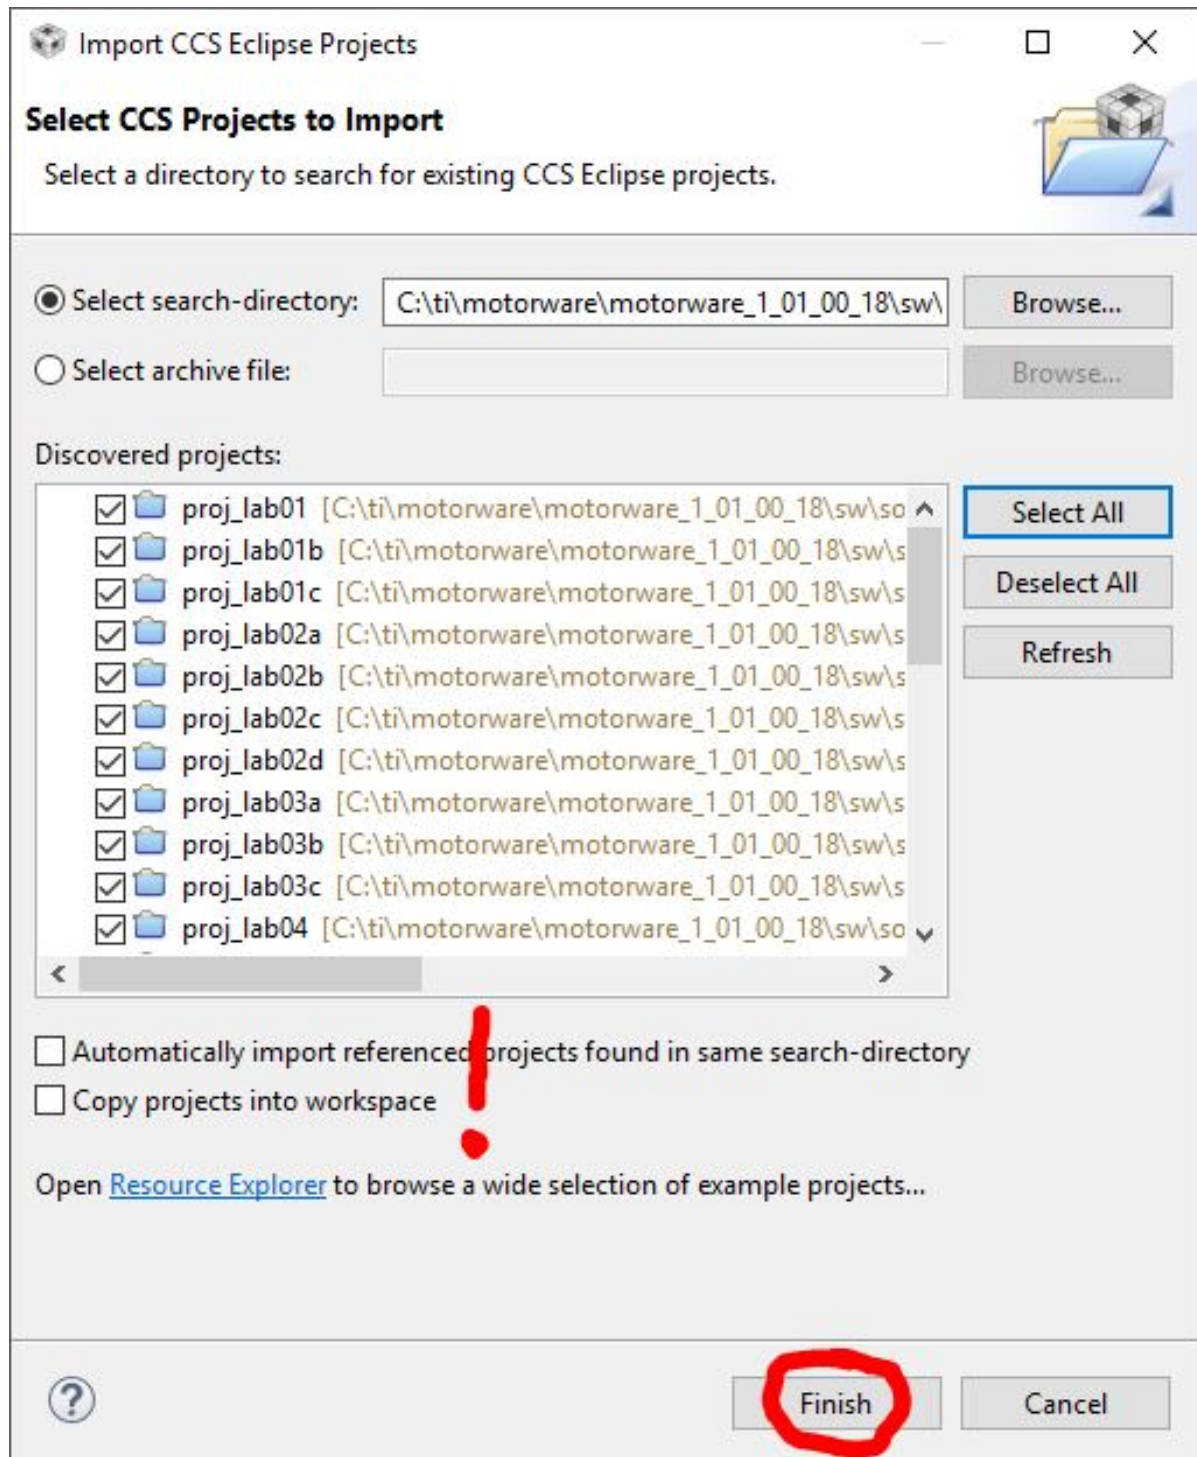 Import CCS Eclipse Projects
Select CCS Projects to Import
Select a directory to search for existing CCS Eclipse projects.
Select search-directory: C:\ti\motorware\motorware_1_01_00_18\sw\ Browse...
Select archive file: Browse...
Discovered projects:
proj_lab01 [C:\ti\motorware\motorware_1_01_00_18\sw\so Select All
proj_lab01b [C:\ti\motorware\motorware_1_01_00_18\sw\s
proj_lab01c [C:\ti\motorware\motorware_1_01_00_18\sw\s Deselect All
proj_lab02a [C:\ti\motorware\motorware_1_01_00_18\sw\s
proj_lab02b [C:\ti\motorware\motorware_1_01_00_18\sw\s Refresh
proj_lab02c [C:\ti\motorware\motorware_1_01_00_18\sw\s
proj_lab02d [C:\ti\motorware\motorware_1_01_00_18\sw\s
proj_lab03a [C:\ti\motorware\motorware_1_01_00_18\sw\s
proj_lab03b [C:\ti\motorware\motorware_1_01_00_18\sw\s
proj_lab03c [C:\ti\motorware\motorware_1_01_00_18\sw\s
proj_lab04 [C:\ti\motorware\motorware_1_01_00_18\sw\so
Automatically import referenced projects found in same search-directory
Copy projects into workspace
!
Open Resource Explorer to browse a wide selection of example projects...
? Finish Cancel